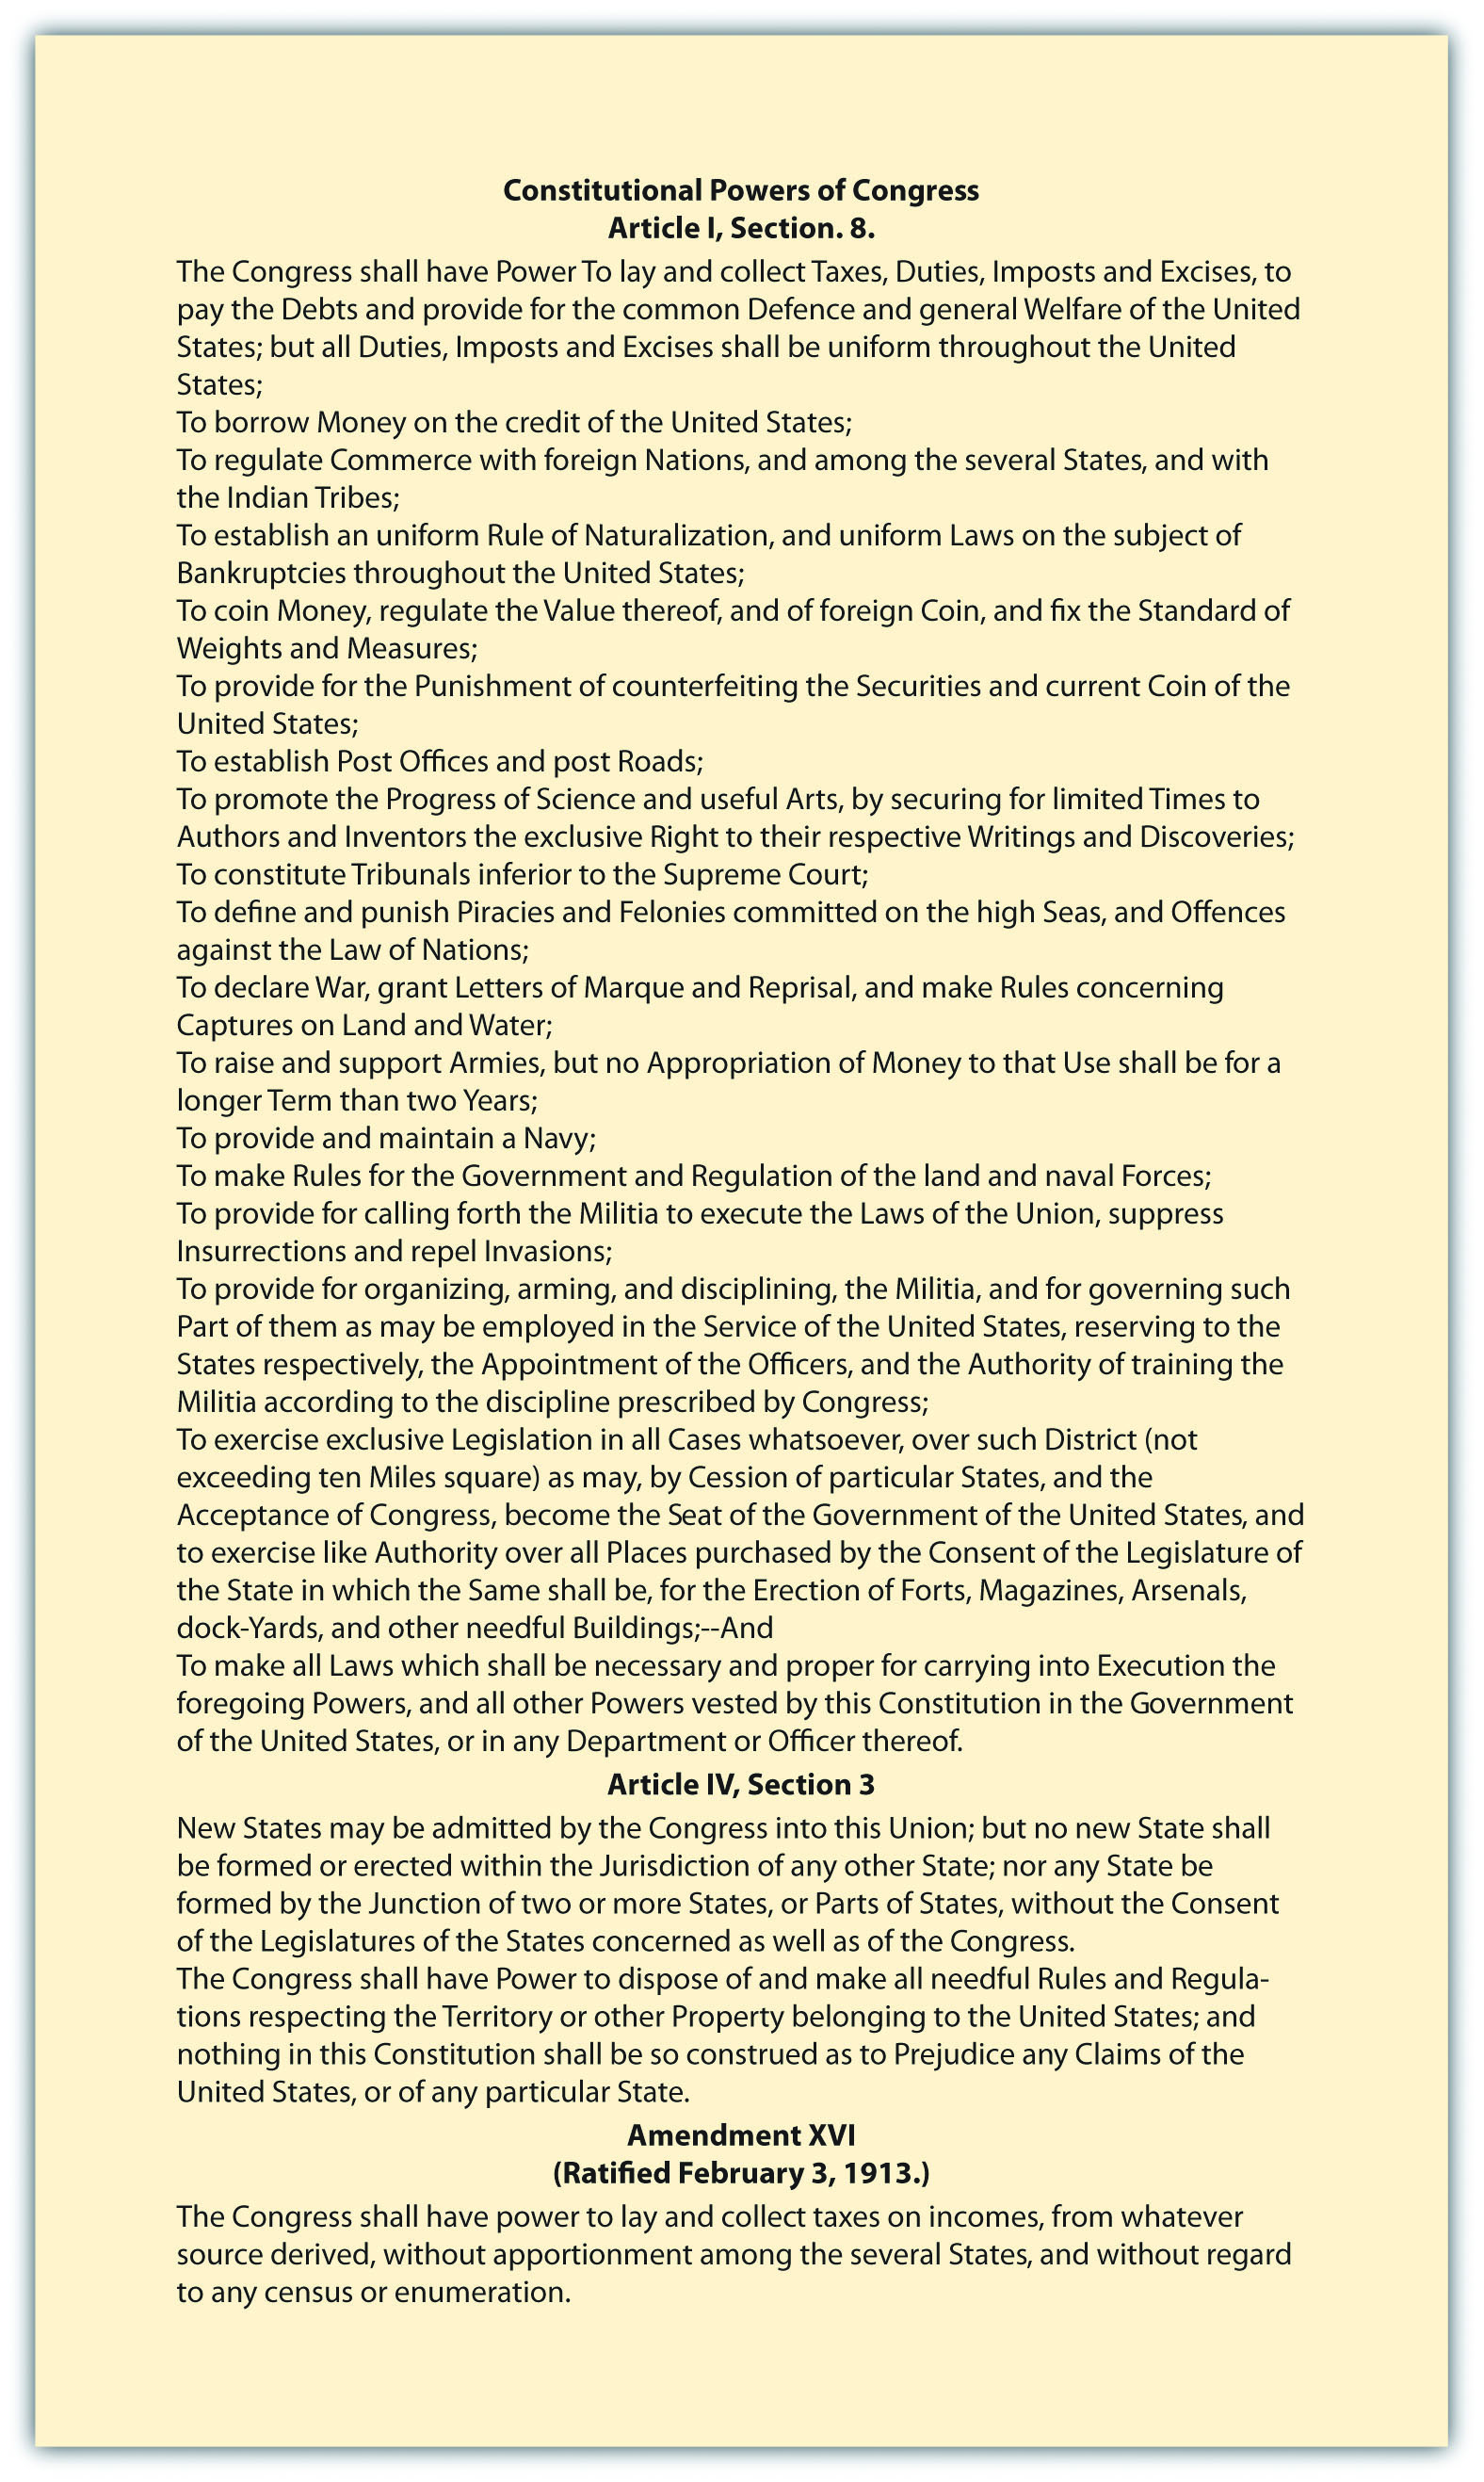 Constitutional Powers of Congress
Article I, Section. 8.
The Congress shall have Power To lay and collect Taxes, Duties, Imposts and Excises, to
pay the Debts and provide for the common Defence and general Welfare of the United
States; but all Duties, Imposts and Excises shall be uniform throughout the United
States;
To borrow Money on the credit of the United States;
To regulate Commerce with foreign Nations, and among the several States, and with
the Indian Tribes;
To establish an uniform Rule of Naturalization, and uniform Laws on the subject of
Bankruptcies throughout the United States;
To coin Money, regulate the Value thereof, and of foreign Coin, and fix the Standard of
Weights and Measures;
To provide for the Punishment of counterfeiting the Securities and current Coin of the
United States;
To establish Post Offices and post Roads;
To promote the Progress of Science and useful Arts, by securing for limited Times to
Authors and Inventors the exclusive Right to their respective Writings and Discoveries;
To constitute Tribunals inferior to the Supreme Court;
To define and punish Piracies and Felonies committed on the high Seas, and Offences
against the Law of Nations;
To declare War, grant Letters of Marque and Reprisal, and make Rules concerning
Captures on Land and Water;
To raise and support Armies, but no Appropriation of Money to that Use shall be for a
longer Term than two Years;
To provide and maintain a Navy;
To make Rules for the Government and Regulation of the land and naval Forces;
To provide for calling forth the Militia to execute the Laws of the Union, suppress
Insurrections and repel Invasions;
To provide for organizing, arming, and disciplining, the Militia, and for governing such
Part of them as may be employed in the Service of the United States, reserving to the
States respectively, the Appointment of the Officers, and the Authority of training the
Militia according to the discipline prescribed by Congress;
To exercise exclusive Legislation in all Cases whatsoever, over such District (not
exceeding ten Miles square) as may, by Cession of particular States, and the
Acceptance of Congress, become the Seat of the Government of the United States, and
to exercise like Authority over all Places purchased by the Consent of the Legislature of
the State in which the Same shall be, for the Erection of Forts, Magazines, Arsenals,
dock-Yards, and other needful Buildings;--And
To make all Laws which shall be necessary and proper for carrying into Execution the
foregoing Powers, and all other Powers vested by this Constitution in the Government
of the United States, or in any Department or Officer thereof.
Article IV, Section 3
New States may be admitted by the Congress into this Union; but no new State shall
be formed or erected within the Jurisdiction of any other State; nor any State be
formed by the Junction of two or more States, or Parts of States, without the Consent
of the Legislatures of the States concerned as well as of the Congress.
The Congress shall have Power to dispose of and make all needful Rules and Regula-
tions respecting the Territory or other Property belonging to the United States; and
nothing in this Constitution shall be so construed as to Prejudice any Claims of the
United States, or of any particular State.
Amendment XVI
(Ratified February 3, 1913.)
The Congress shall have power to lay and collect taxes on incomes, from whatever
source derived, without apportionment among the several States, and without regard
to any census or enumeration.